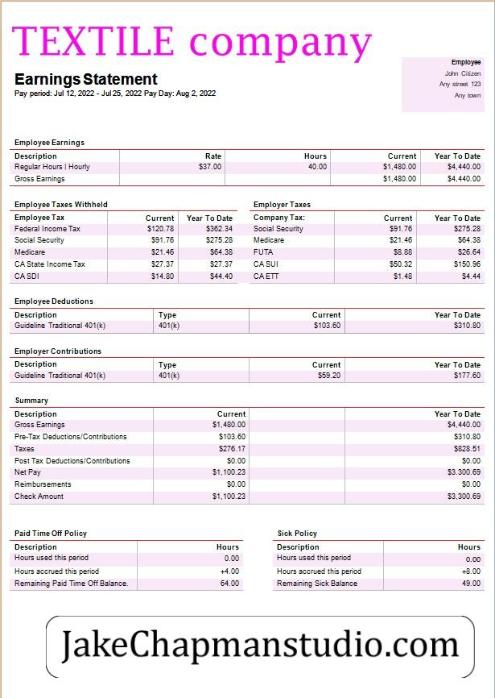 TEXTILE company
Earnings Statement
Pay period: Jul 12, 2022 - Jul 25, 2022 Pay Day: Aug 2, 2022
Employee
John Citizen
Any street 123
Any town
Employee Earnings
Description Rate Hours Current Year To Date
Regular Hours | Hourly $37.00 40.00 $1,480.00 $4,440.00
Gross Earnings $1,480.00 $4,440.00
Employee Taxes Withheld
Employee Tax Current Year To Date
Federal Income Tax $120.78 $362.34
Social Security $91.76 $275.28
Medicare $21.46 $64.38
CA State Income Tax $27.37 $27.37
CA SDI $14.80 $44.40
Employer Taxes
Company Tax: Current Year To Date
Social Security $91.76 $275.28
Medicare $21.46 $64.38
FUTA $8.88 $26.64
CA SUI $50.32 $150.96
CA ETT $1.48 $4.44
Employee Deductions
Description Type Current Year To Date
Guideline Traditional 401(k) 401(k) $103.60 $310.80
Employer Contributions
Description Type Current Year To Date
Guideline Traditional 401(k) 401(k) $59.20 $177.60
Summary
Description Current Year To Date
Gross Earnings $1,480.00 $4,440.00
Pre-Tax Deductions/Contributions $103.60 $310.80
Taxes $276.17 $828.51
Post Tax Deductions/Contributions $0.00 $0.00
Net Pay $1,100.23 $3,300.69
Reimbursements $0.00 $0.00
Check Amount $1,100.23 $3,300.69
Paid Time Off Policy
Description Hours
Hours used this period 0.00
Hours accrued this period +4.00
Remaining Paid Time Off Balance. 64.00
Sick Policy
Description Hours
Hours used this period 0.00
Hours accrued this period +8.00
Remaining Sick Balance 49.00
JakeChapmanstudio.com